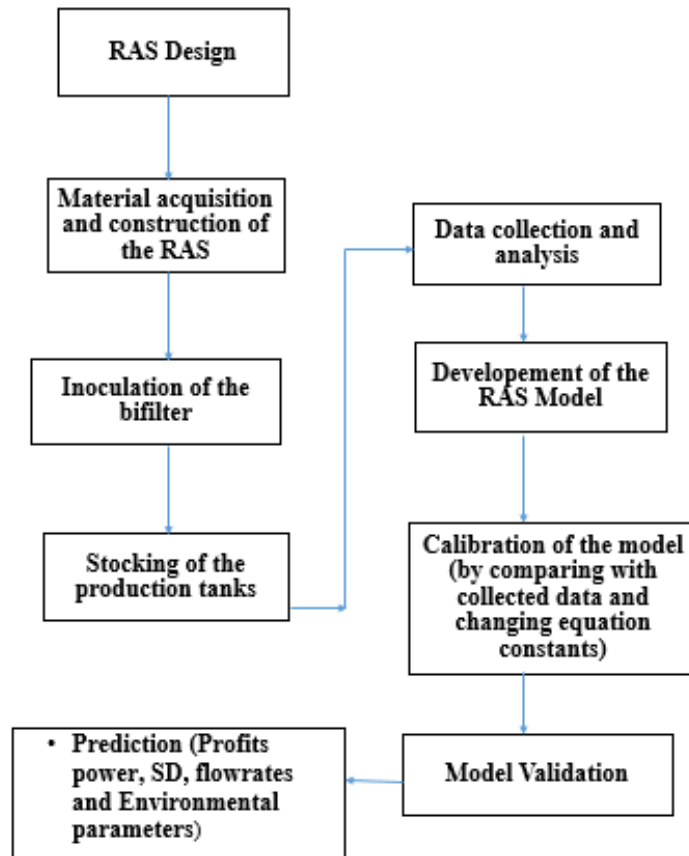 RAS Design
Material acquisition
and construction of
the RAS
Inoculation of the
bifilter
Stocking of the
production tanks
Data collection and
analysis
Developement of the
RAS Model
Calibration of the model
(by comparing with
collected data and
changing equation
constants)
Model Validation
• Prediction (Profits
power, SD, flowrates
and Environmental
parameters)